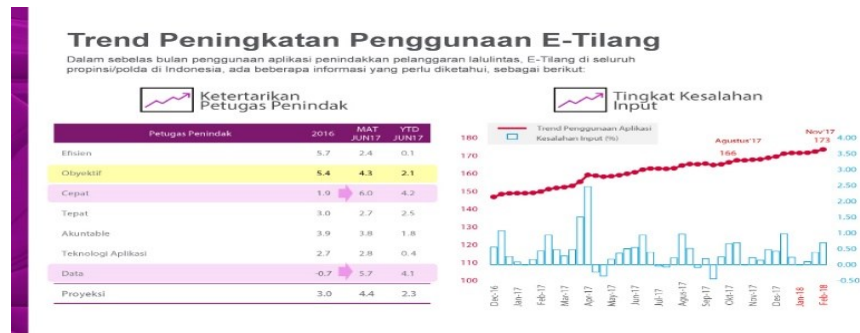 Trend Peningkatan Penggunaan E-Tilang
Dalam sebelas bulan penggunaan aplikasi penindakkan pelanggaran lalulintas, E-Tilang di seluruh
propinsi/polda di Indonesia, ada beberapa informasi yang perlu diketahui, sebagai berikut:
Ketertarikan
Petugas Penindak
Petugas Penindak 2016 MAT JUN17 YTD JUN17
Efisien 5.7 2.4 0.1
Obyektif 5.4 4.3 2.1
Cepat 1.9 6.0 4.2
Tepat 3.0 2.7 2.5
Akuntable 3.9 3.8 1.8
Teknologi Aplikasi 2.7 2.8 0.4
Data -0.7 5.7 4.1
Proyeksi 3.0 4.4 2.3
Tingkat Kesalahan
Input
Trend Penggunaan Aplikasi
Kesalahan Input (%)
Agustus'17
166
Nov'17
173
180
170
160
150
140
130
120
110
100
4.00
3.50
3.00
2.50
2.00
1.50
1.00
0.50
0.00
-0.50
Dec-16
Jan-17
Feb-17
Mar-17
Apr-17
May-17
Jun-17
Jul-17
Agut-17
Sep-17
Okt-17
Nov-17
Des-17
Jan-18
Feb-18